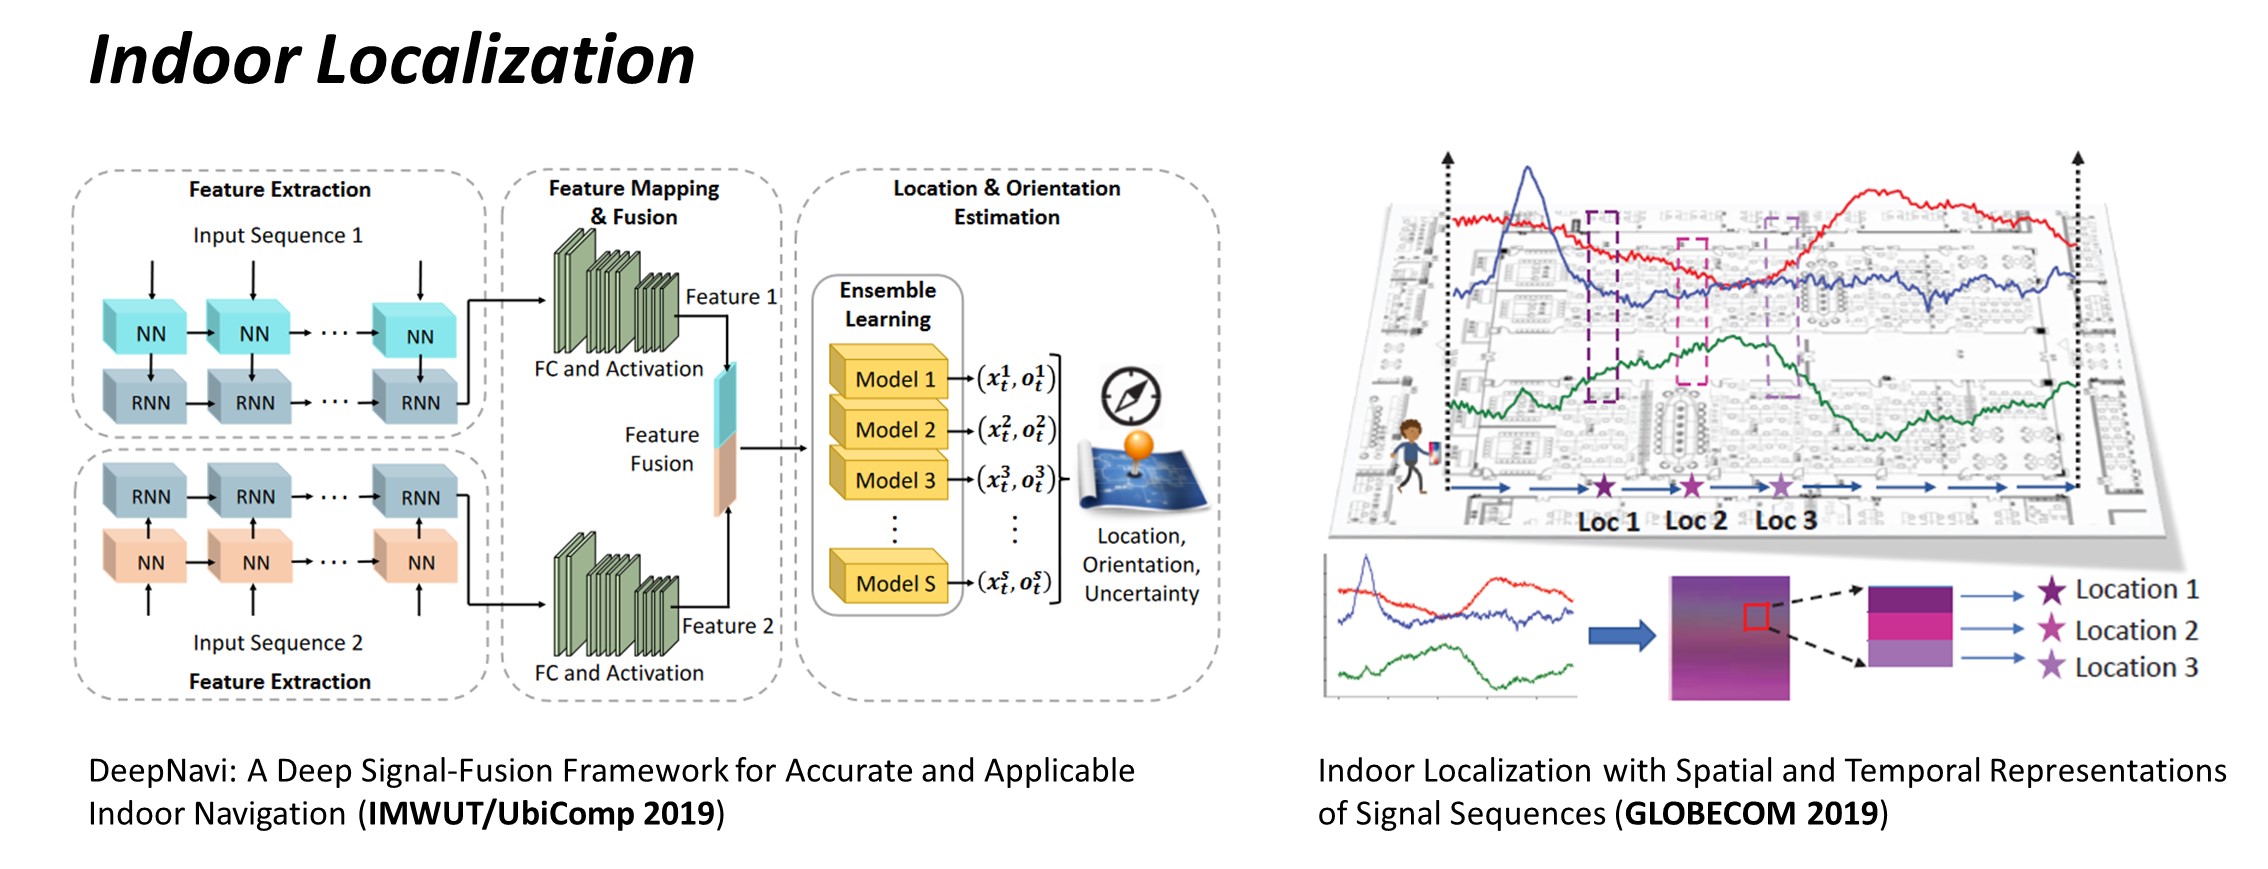 Indoor Localization
Feature Extraction
Input Sequence 1
NN NN ... NN
RNN RNN ... RNN
RNN RNN ... RNN
NN NN ... NN
Input Sequence 2
Feature Extraction
Feature Mapping
& Fusion
Feature 1
FC and Activation
Feature
Fusion
Feature 2
FC and Activation
Location & Orientation
Estimation
Ensemble
Learning
Model 1 (x_t^1, o_t^1)
Model 2 (x_t^2, o_t^2)
Model 3 (x_t^3, o_t^3)
⋮ ⋮
Model S (x_t^s, o_t^s)
Location,
Orientation,
Uncertainty
DeepNavi: A Deep Signal-Fusion Framework for Accurate and Applicable
Indoor Navigation (IMWUT/UbiComp 2019)
Loc 1 Loc 2 Loc 3
Location 1
Location 2
Location 3
Indoor Localization with Spatial and Temporal Representations
of Signal Sequences (GLOBECOM 2019)